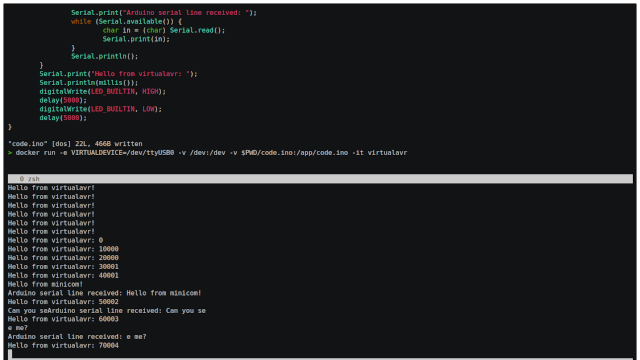 Serial.print("Arduino serial line received: ");
while (Serial.available()) {
char in = (char) Serial.read();
Serial.print(in);
}
Serial.println();
}
Serial.print("Hello from virtualavr: ");
Serial.println(millis());
digitalWrite(LED_BUILTIN, HIGH);
delay(5000);
digitalWrite(LED_BUILTIN, LOW);
delay(5000);
}
"code.ino" [dos] 22L, 466B written
> docker run -e VIRTUALDEVICE=/dev/ttyUSB0 -v /dev:/dev -v $PWD/code.ino:/app/code.ino -it virtualavr
0 zsh
Hello from virtualavr!
Hello from virtualavr!
Hello from virtualavr!
Hello from virtualavr!
Hello from virtualavr!
Hello from virtualavr!
Hello from virtualavr: 0
Hello from virtualavr: 10000
Hello from virtualavr: 20000
Hello from virtualavr: 30001
Hello from virtualavr: 40001
Hello from minicom!
Arduino serial line received: Hello from minicom!
Hello from virtualavr: 50002
Can you seArduino serial line received: Can you se
Hello from virtualavr: 60003
e me?
Arduino serial line received: e me?
Hello from virtualavr: 70004